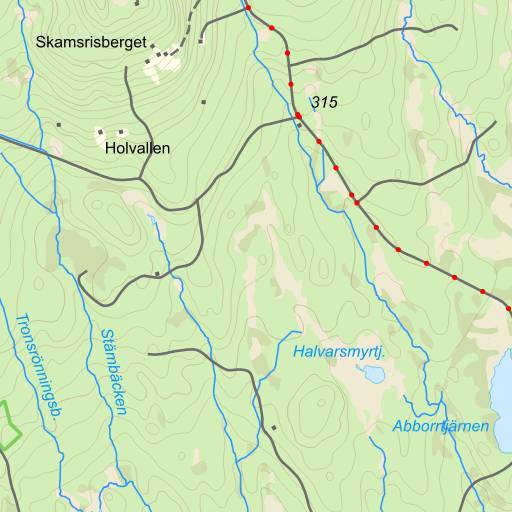 Skamsrisberget
315
Holvallen
Tronsrönningsb.
Stämbäcken
Halvarsmyrtj.
Abborrtjärnen